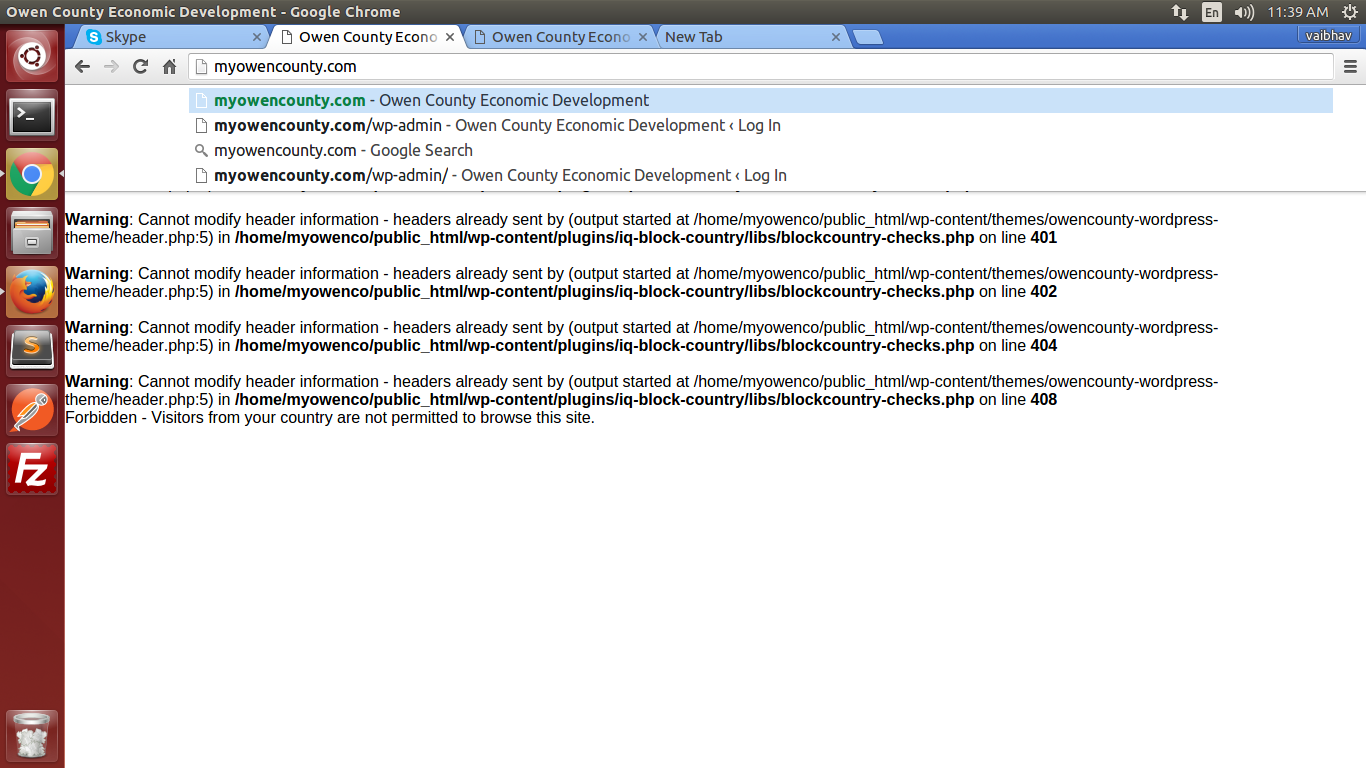 Owen County Economic Development - Google Chrome
En
11:39 AM
Skype
Owen County Econo
Owen County Econo
New Tab
vaibhav
myowencounty.com
myowencounty.com - Owen County Economic Development
myowencounty.com/wp-admin - Owen County Economic Development ‹ Log In
myowencounty.com - Google Search
myowencounty.com/wp-admin/ - Owen County Economic Development ‹ Log In
Warning: Cannot modify header information - headers already sent by (output started at /home/myowenco/public_html/wp-content/themes/owencounty-wordpress-
theme/header.php:5) in /home/myowenco/public_html/wp-content/plugins/iq-block-country/libs/blockcountry-checks.php on line 401
Warning: Cannot modify header information - headers already sent by (output started at /home/myowenco/public_html/wp-content/themes/owencounty-wordpress-
theme/header.php:5) in /home/myowenco/public_html/wp-content/plugins/iq-block-country/libs/blockcountry-checks.php on line 402
Warning: Cannot modify header information - headers already sent by (output started at /home/myowenco/public_html/wp-content/themes/owencounty-wordpress-
theme/header.php:5) in /home/myowenco/public_html/wp-content/plugins/iq-block-country/libs/blockcountry-checks.php on line 404
Warning: Cannot modify header information - headers already sent by (output started at /home/myowenco/public_html/wp-content/themes/owencounty-wordpress-
theme/header.php:5) in /home/myowenco/public_html/wp-content/plugins/iq-block-country/libs/blockcountry-checks.php on line 408
Forbidden - Visitors from your country are not permitted to browse this site.
S
Fz